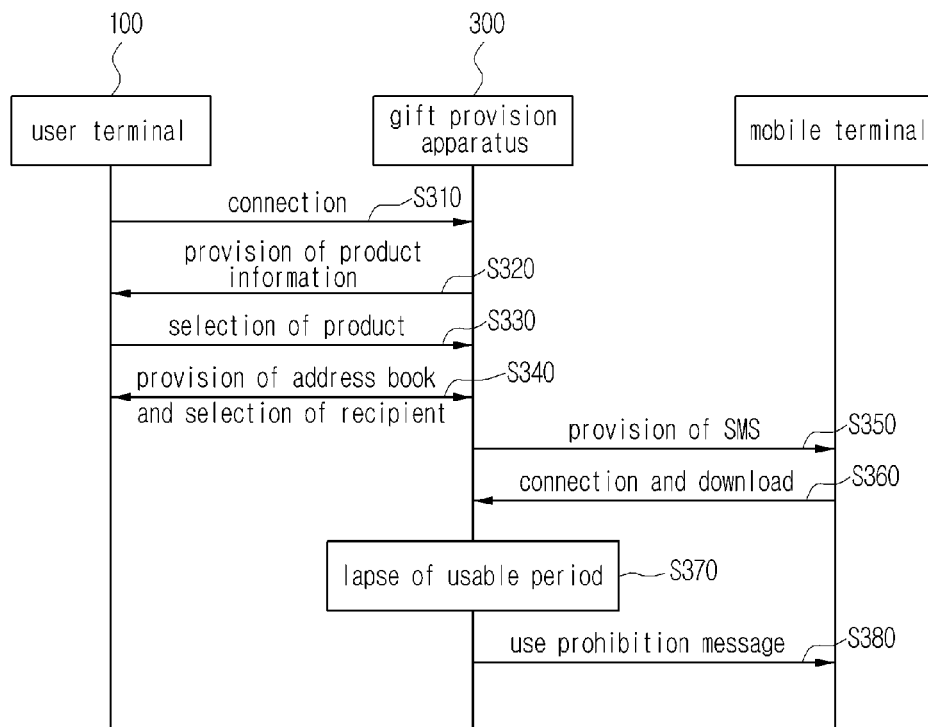 100
300
user terminal
gift provision
apparatus
mobile terminal
connection
S310
provision of product
information
S320
selection of product
S330
provision of address book
and selection of recipient
S340
provision of SMS
S350
connection and download
S360
lapse of usable period
S370
use prohibition message
S380